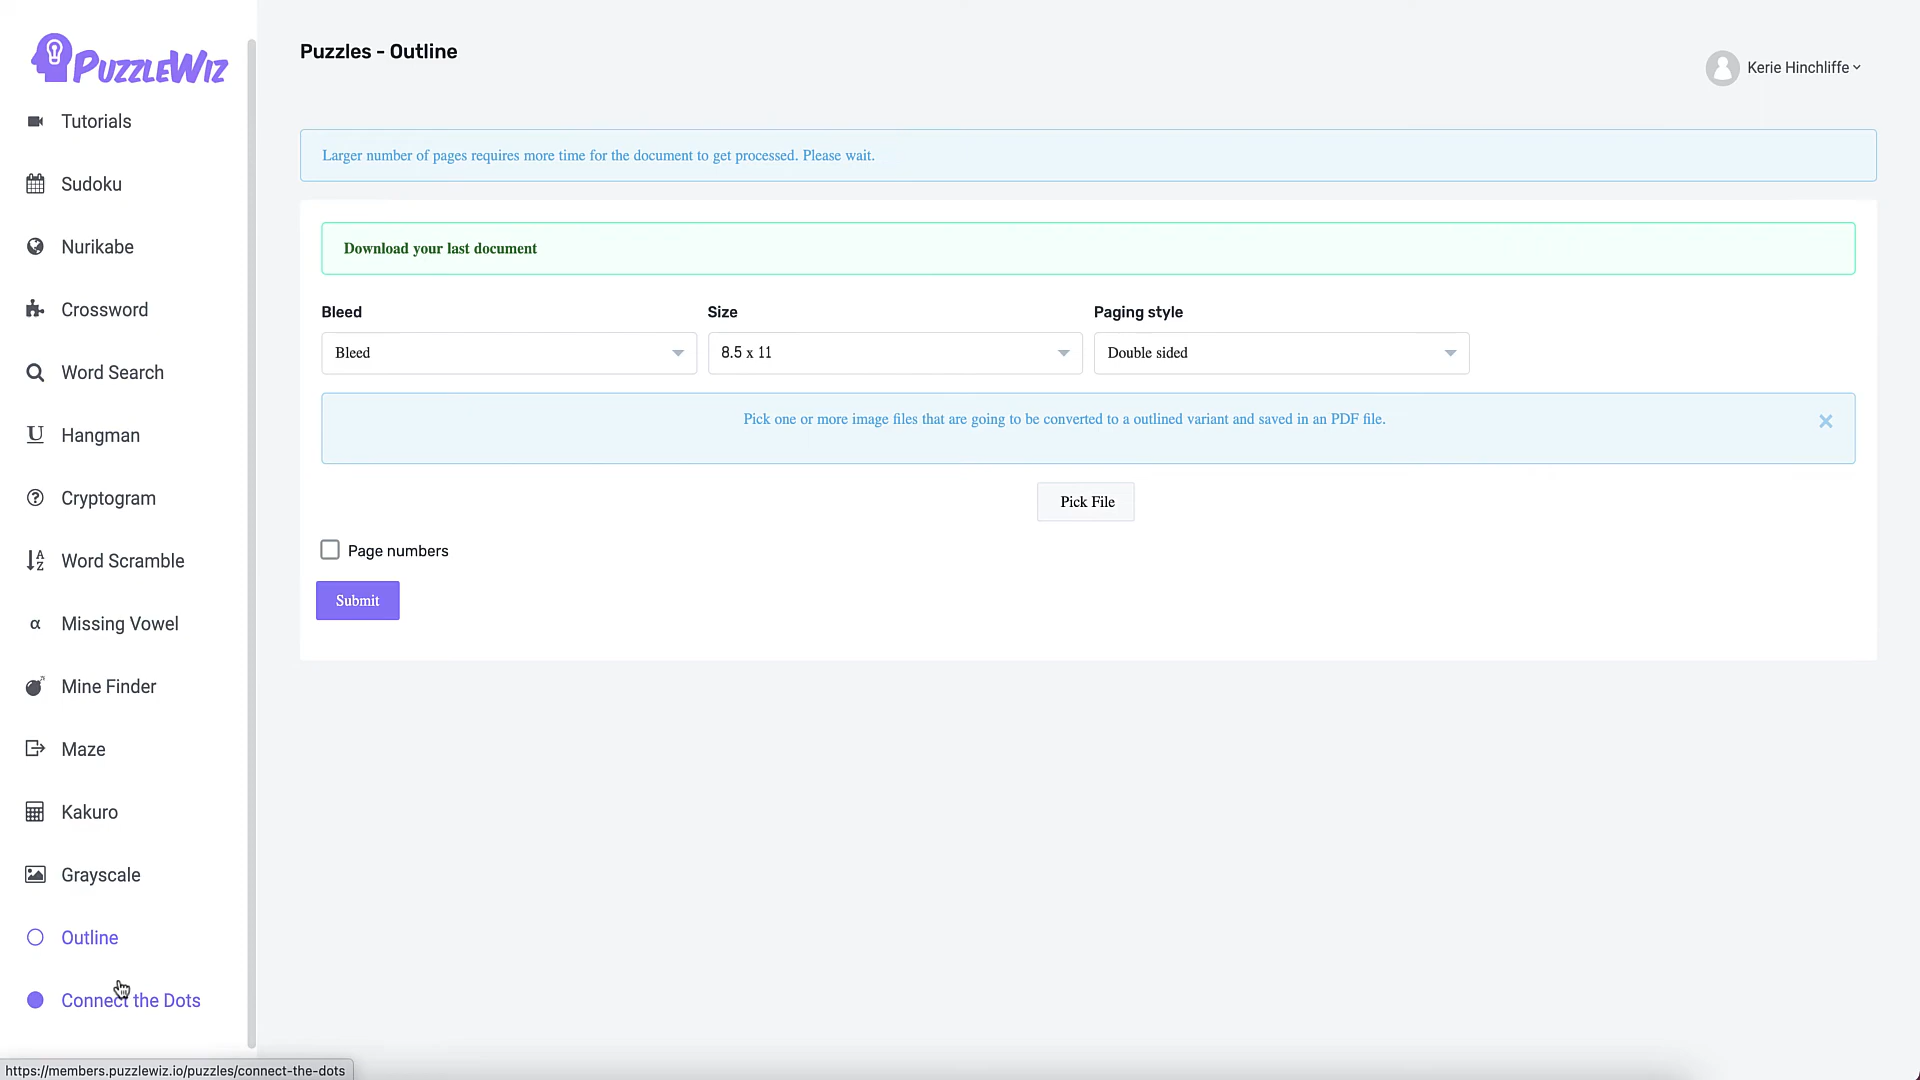 PUZZLEWIZ
Tutorials
Sudoku
Nurikabe
Crossword
Word Search
Hangman
Cryptogram
Word Scramble
Missing Vowel
Mine Finder
Maze
Kakuro
Grayscale
Outline
Connect the Dots
https://members.puzzlewiz.io/puzzles/connect-the-dots
Puzzles - Outline
Kerie Hinchliffe
Larger number of pages requires more time for the document to get processed. Please wait.
Download your last document
Bleed Size Paging style
Bleed 8.5 x 11 Double sided
Pick one or more image files that are going to be converted to a outlined variant and saved in an PDF file.
Pick File
Page numbers
Submit